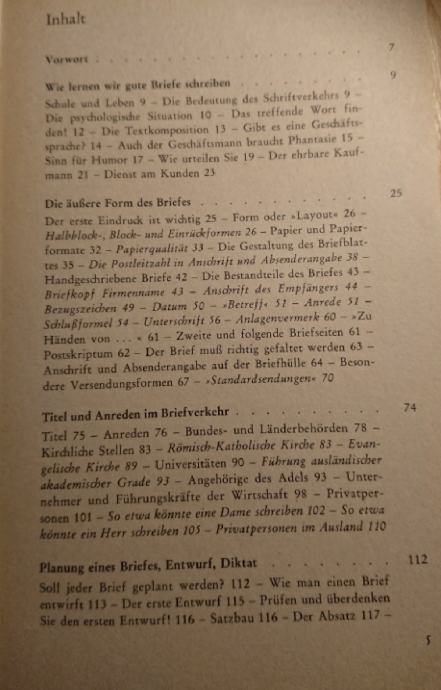 Inhalt
Vorwort . . . . . . . . . . . . . . 7
Wie lernen wir gute Briefe schreiben . . . . . . . . 9
Schule und Leben 9 – Die Bedeutung des Schriftverkehrs 9 –
Die psychologische Situation 10 – Das treffende Wort fin-
den! 12 – Die Textkomposition 13 – Gibt es eine Geschäfts-
sprache? 14 – Auch der Geschäftsmann braucht Phantasie 15 –
Sinn für Humor 17 – Wie urteilen Sie 19 – Der ehrbare Kauf-
mann 21 – Dienst am Kunden 23
Die äußere Form des Briefes . . . . . . . . . . 25
Der erste Eindruck ist wichtig 25 – Form oder »Layout« 26 –
Halbblock-, Block- und Einrückformen 26 – Papier und Papier-
formate 32 – Papierqualität 33 – Die Gestaltung des Briefblat-
tes 35 – Die Postleitzahl in Anschrift und Absenderangabe 38 –
Handgeschriebene Briefe 42 – Die Bestandteile des Briefes 43 –
Briefkopf Firmenname 43 – Anschrift des Empfängers 44 –
Bezugszeichen 49 – Datum 50 – »Betreff« 51 – Anrede 51 –
Schlußformel 54 – Unterschrift 56 – Anlagenvermerk 60 – »Zu
Händen von ... « 61 – Zweite und folgende Briefseiten 61 –
Postskriptum 62 – Der Brief muß richtig gefaltet werden 63 –
Anschrift und Absenderangabe auf der Briefhülle 64 – Beson-
dere Versendungsformen 67 – »Standardsendungen« 70
Titel und Anreden im Briefverkehr . . . . . . . . 74
Titel 75 – Anreden 76 – Bundes- und Länderbehörden 78 –
Kirchliche Stellen 83 – Römisch-Katholische Kirche 83 – Evan-
gelische Kirche 89 – Universitäten 90 – Führung ausländischer
akademischer Grade 93 – Angehörige des Adels 93 – Unter-
nehmer und Führungskräfte der Wirtschaft 98 – Privatper-
sonen 101 – So etwa könnte eine Dame schreiben 102 – So etwa
könnte ein Herr schreiben 105 – Privatpersonen im Ausland 110
Planung eines Briefes, Entwurf, Diktat . . . . . . . 112
Soll jeder Brief geplant werden? 112 – Wie man einen Brief
entwirft 113 – Der erste Entwurf 115 – Prüfen und überdenken
Sie den ersten Entwurf! 116 – Satzbau 116 – Der Absatz 117 –
5